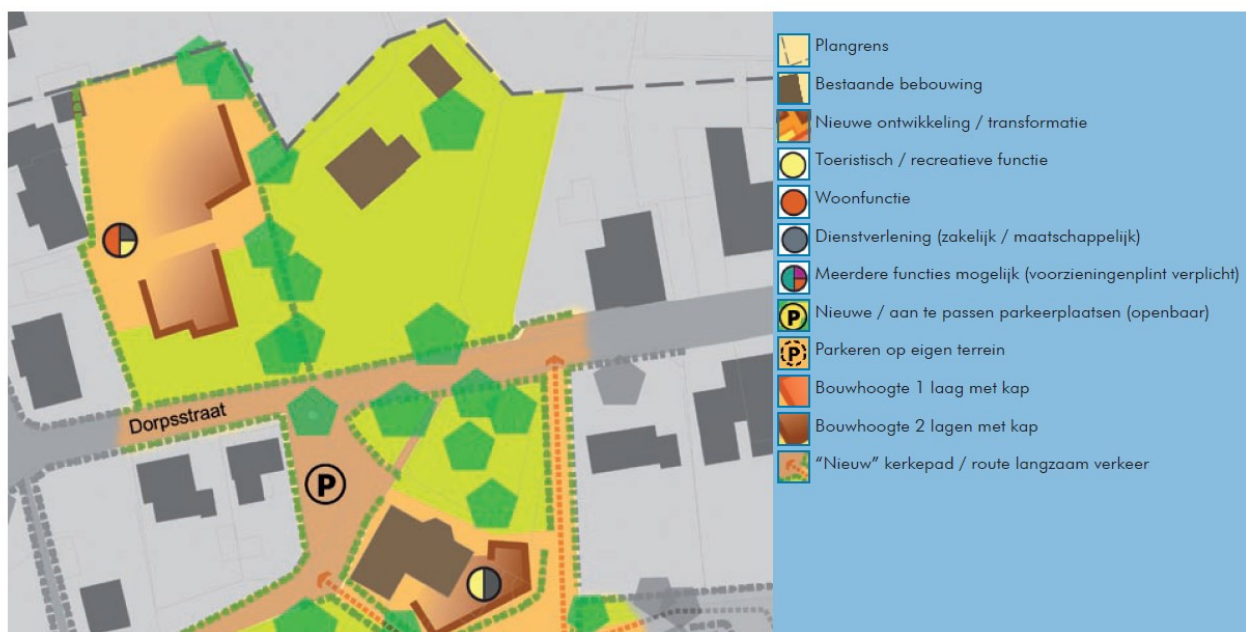 Dorpsstraat
P
Plangrens
Bestaande bebouwing
Nieuwe ontwikkeling / transformatie
Toeristisch / recreatieve functie
Woonfunctie
Dienstverlening (zakelijk / maatschappelijk)
Meerdere functies mogelijk (voorzieningenplint verplicht)
P Nieuwe / aan te passen parkeerplaatsen (openbaar)
P Parkeren op eigen terrein
Bouwhoogte 1 laag met kap
Bouwhoogte 2 lagen met kap
“Nieuw” kerkepad / route langzaam verkeer